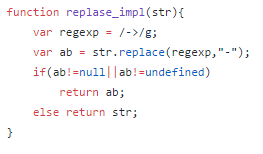 function replase_impl(str){
var regexp = /->/g;
var ab = str.replace(regexp,"-");
if(ab!=null||ab!=undefined)
return ab;
else return str;
}